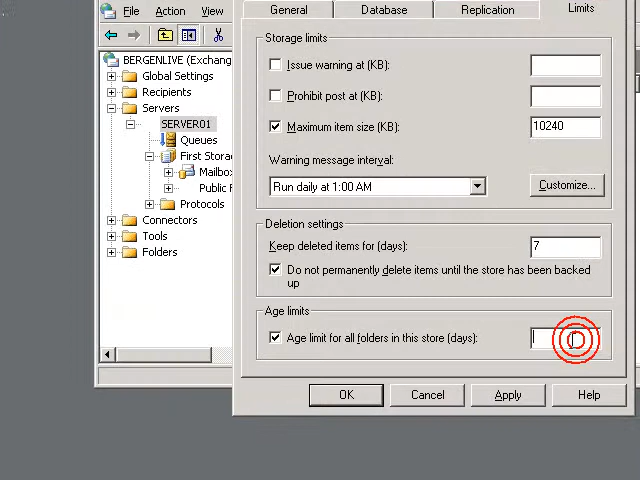 File Action View
General Database Replication Limits
BERGENLIVE (Exchang
Global Settings
Recipients
Servers
SERVER01
Queues
First Stora
Mailbo
Public F
Protocols
Connectors
Tools
Folders
Storage limits
Issue warning at (KB):
Prohibit post at (KB):
Maximum item size (KB): 10240
Warning message interval:
Run daily at 1:00 AM Customize...
Deletion settings
Keep deleted items for (days): 7
Do not permanently delete items until the store has been backed
up
Age limits
Age limit for all folders in this store (days):
OK Cancel Apply Help